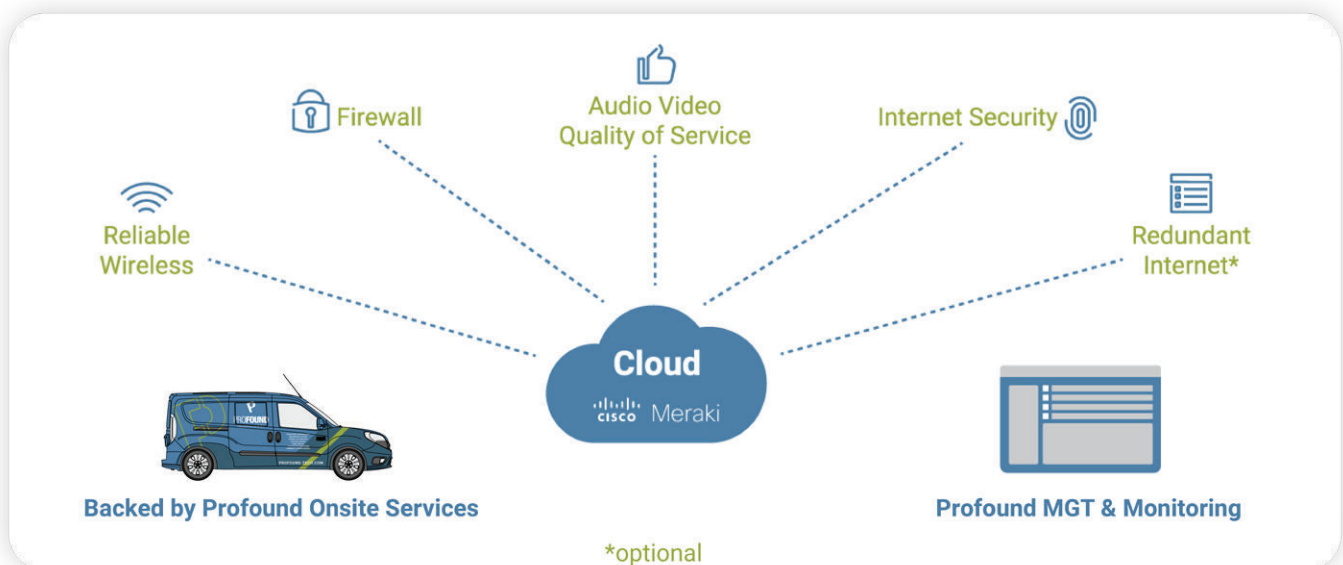 Audio Video
Quality of Service
Firewall
Internet Security
Reliable
Wireless
Redundant
Internet*
Cloud
CISCO Meraki
PROFOUND
Backed by Profound Onsite Services
Profound MGT & Monitoring
*optional